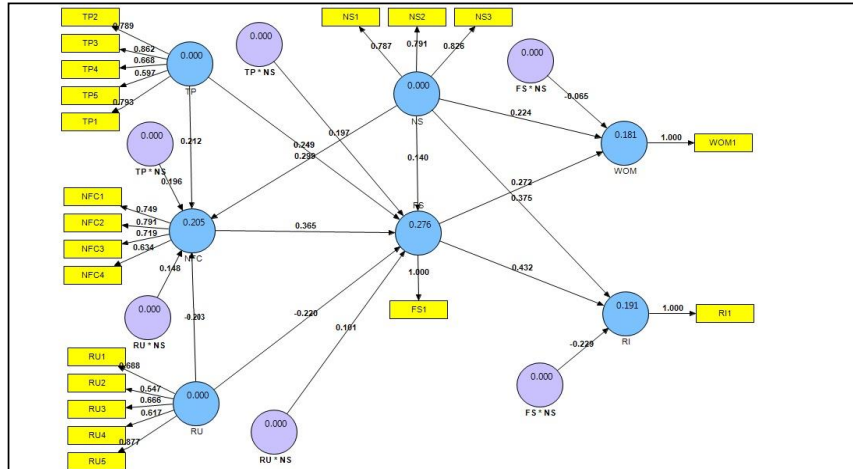 NS1
NS2
NS3
TP2
0.789
TP3
0.862
TP4
0.668
TP5
0.597
TP1
0.793
0.000
TP
0.000
TP * NS
0.787
0.791
0.826
0.000
NS
0.000
FS * NS
-0.065
0.224
0.181
WOM
1.000
WOM1
0.000
TP * NS
0.196
0.212
0.249
0.299
0.197
0.140
0.272
0.375
NFC1
0.749
NFC2
0.791
NFC3
0.719
NFC4
0.634
0.205
NFC
0.365
FS
0.276
1.000
FS1
0.432
0.148
0.000
RU * NS
-0.203
-0.220
0.101
0.191
RI
1.000
RI1
-0.229
0.000
FS * NS
RU1
0.688
RU2
0.547
RU3
0.666
RU4
0.617
RU5
0.877
0.000
RU
0.000
RU * NS